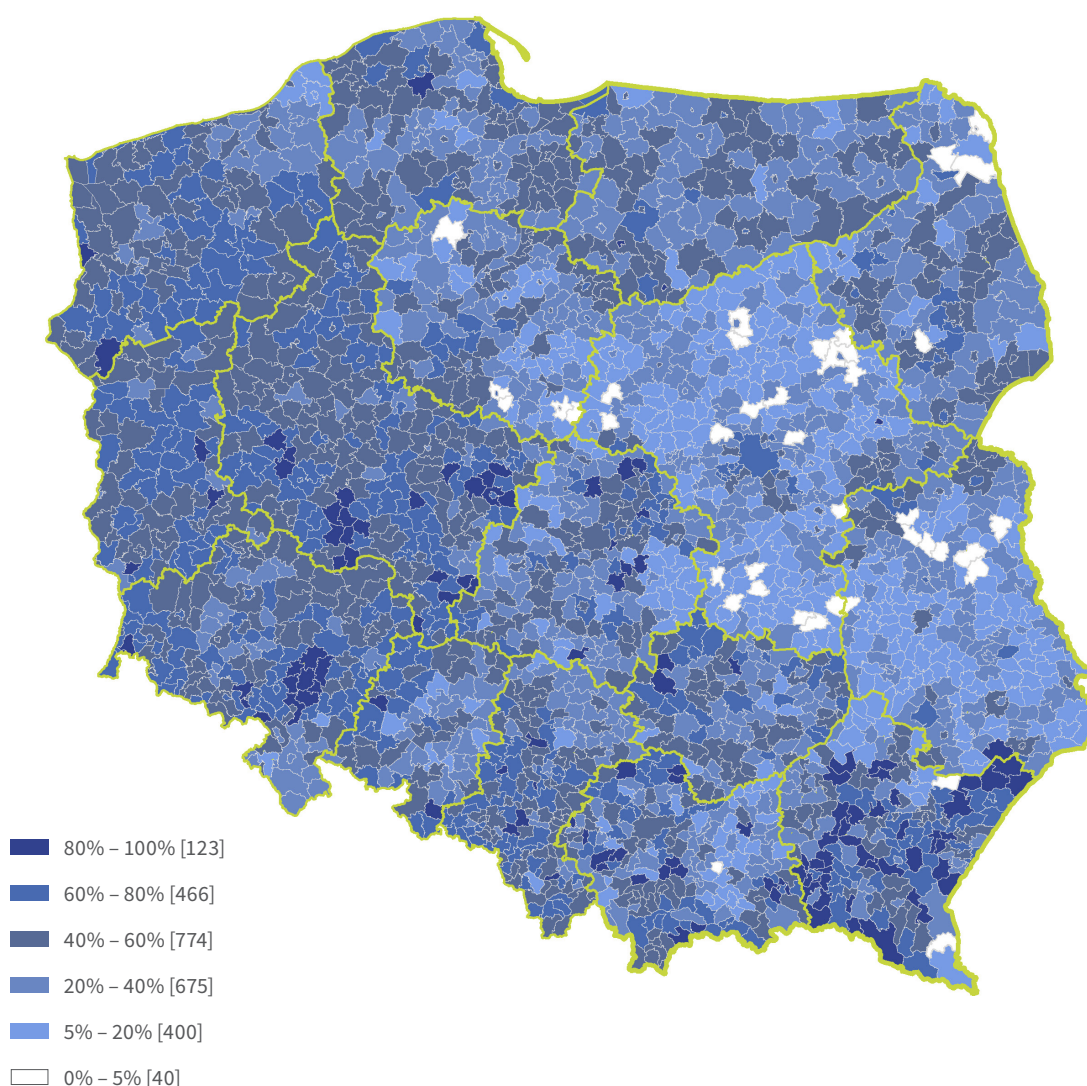 80% – 100% [123]
60% – 80% [466]
40% – 60% [774]
20% – 40% [675]
5% – 20% [400]
0% – 5% [40]